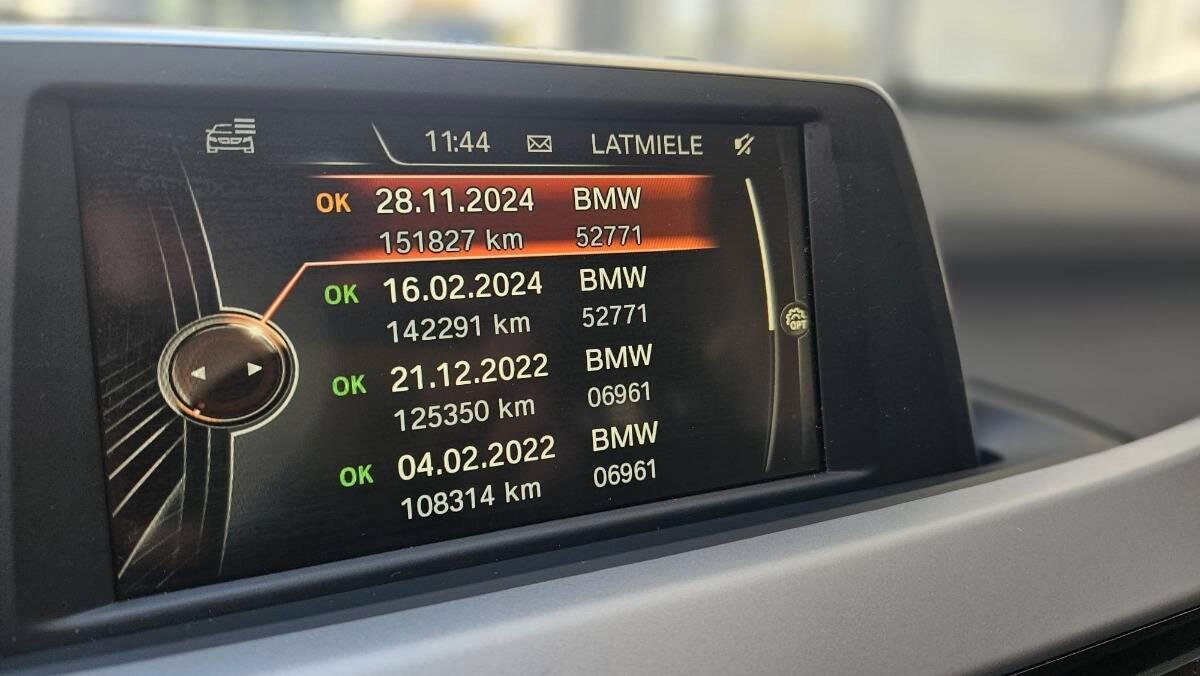 11:44 LATMIELE
OK 28.11.2024 BMW
151827 km 52771
OK 16.02.2024 BMW
142291 km 52771
OK 21.12.2022 BMW
125350 km 06961
OK 04.02.2022 BMW
108314 km 06961
OPT